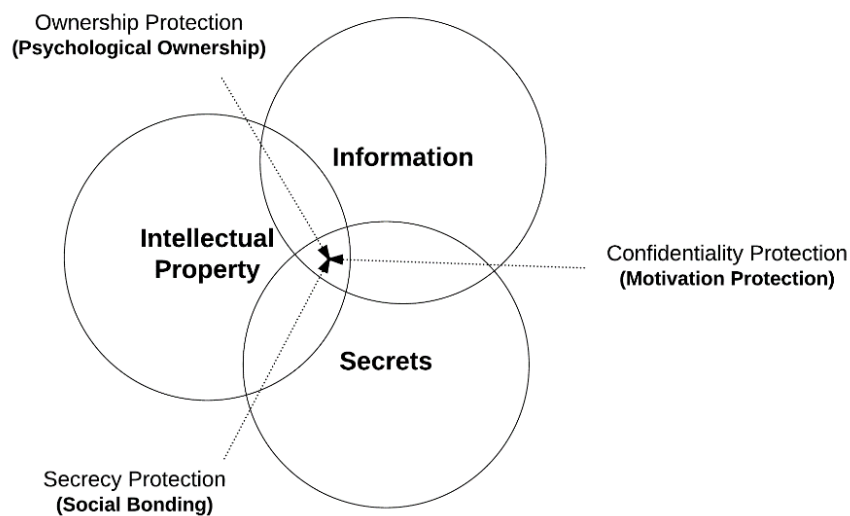 Ownership Protection
(Psychological Ownership)
Information
Intellectual
Property
Confidentiality Protection
(Motivation Protection)
Secrets
Secrecy Protection
(Social Bonding)